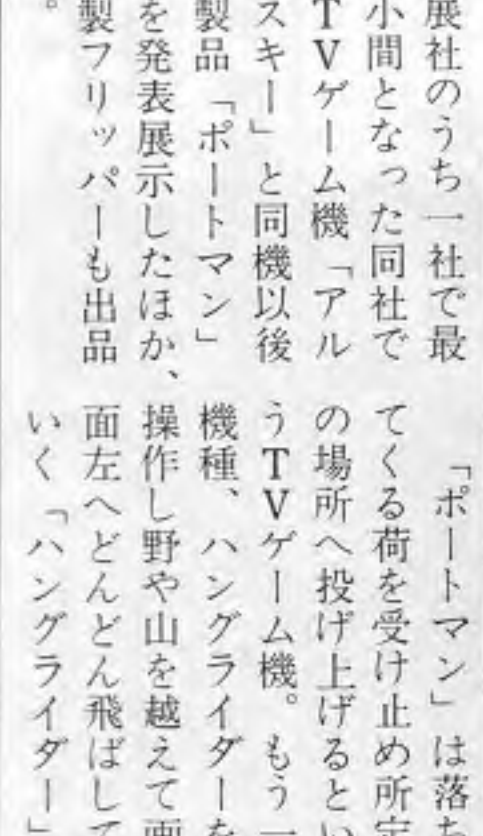 展社のうち一社で最
小間となった同社で
TVゲーム機「アル
スキー」と同機以後
製品「ポートマン」
を発表展示したほか、
製フリッパーも出品
。
「ポートマン」は落ち
てくる荷を受け止め所定
の場所へ投げ上げるとい
うTVゲーム機。もう一
機種、ハングライダーを
操作し野や山を越えて画
面左へどんどん飛ばして
いく「ハングライダー」